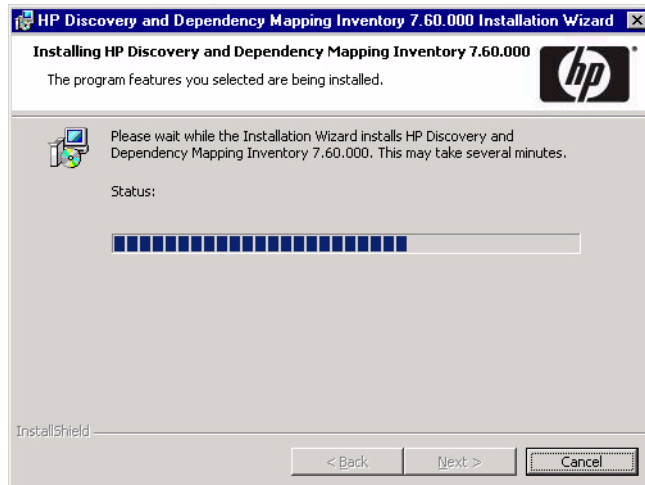 HP Discovery and Dependency Mapping Inventory 7.60.000 Installation Wizard
Installing HP Discovery and Dependency Mapping Inventory 7.60.000
The program features you selected are being installed.
hp
Please wait while the Installation Wizard installs HP Discovery and
Dependency Mapping Inventory 7.60.000. This may take several minutes.
Status:
InstallShield
< Back Next > Cancel